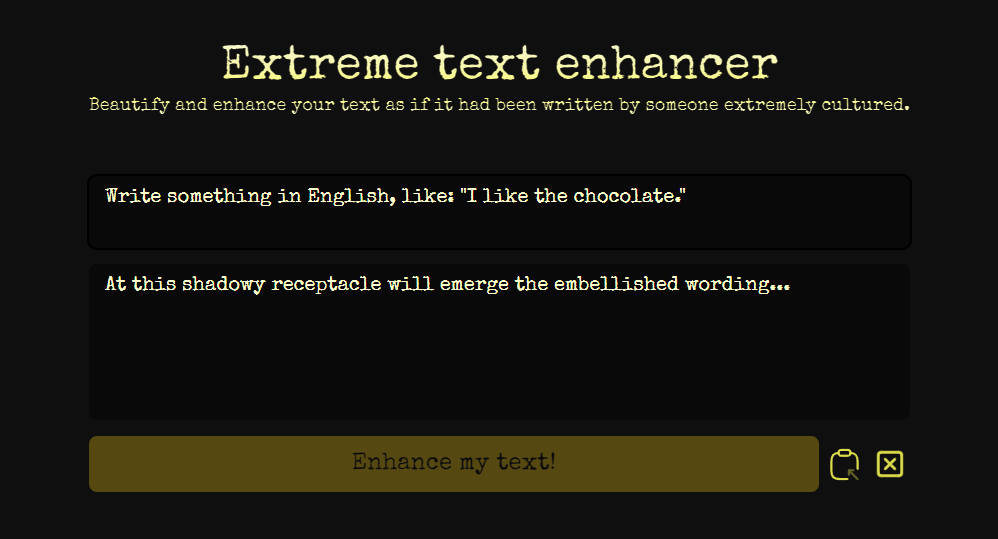 Extreme text enhancer
Beautify and enhance your text as if it had been written by someone extremely cultured.
Write something in English, like: "I like the chocolate."
At this shadowy receptacle will emerge the embellished wording...
Enhance my text!